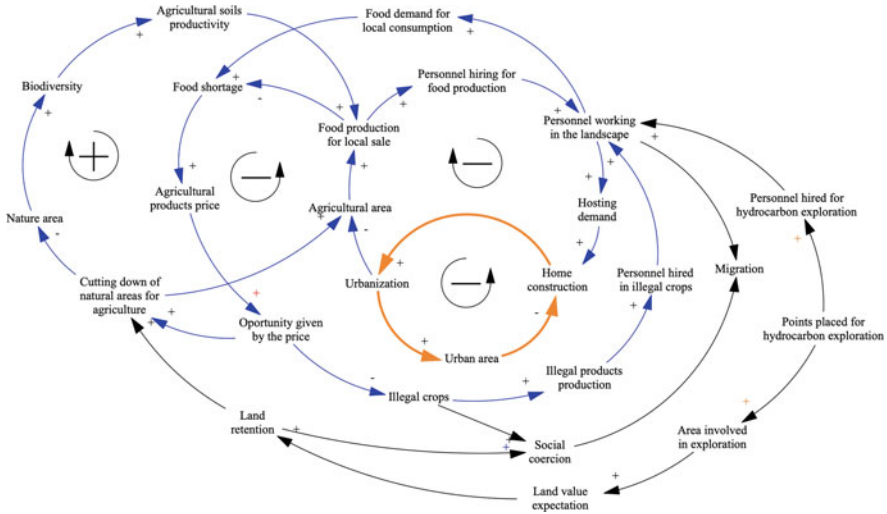 Agricultural soils
productivity
Food demand for
local consumption
Biodiversity
Food shortage
Personnel hiring for
food production
Food production
for local sale
Personnel working
in the landscape
Agricultural
products price
Agricultural area
Hosting
demand
Personnel hired for
hydrocarbon exploration
Nature area
Cutting down of
natural areas for
agriculture
Urbanization
Home
construction
Personnel hired
in illegal crops
Migration
Oportunity given
by the price
Urban area
Points placed for
hydrocarbon exploration
Illegal products
production
Illegal crops
Land
retention
Social
coercion
Area involved
in exploration
Land value
expectation